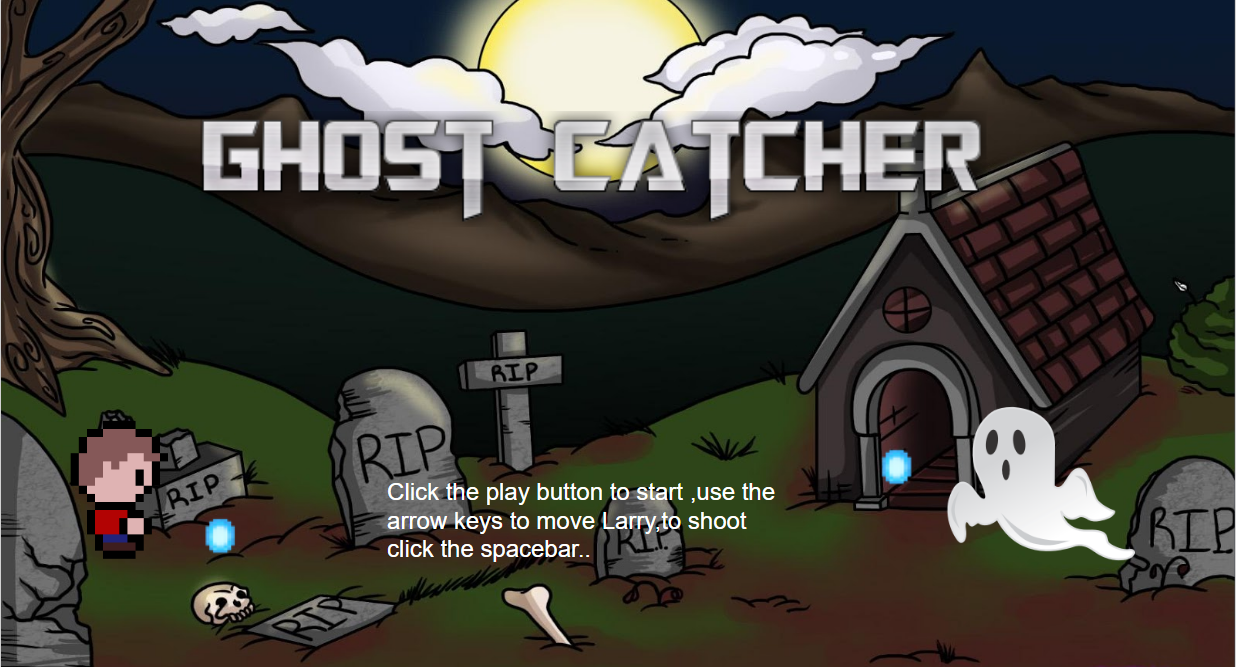 GHOST CATCHER
RIP
RIP
RIP
Click the play button to start ,use the
arrow keys to move Larry,to shoot
click the spacebar..
RIP
RIP
RIP